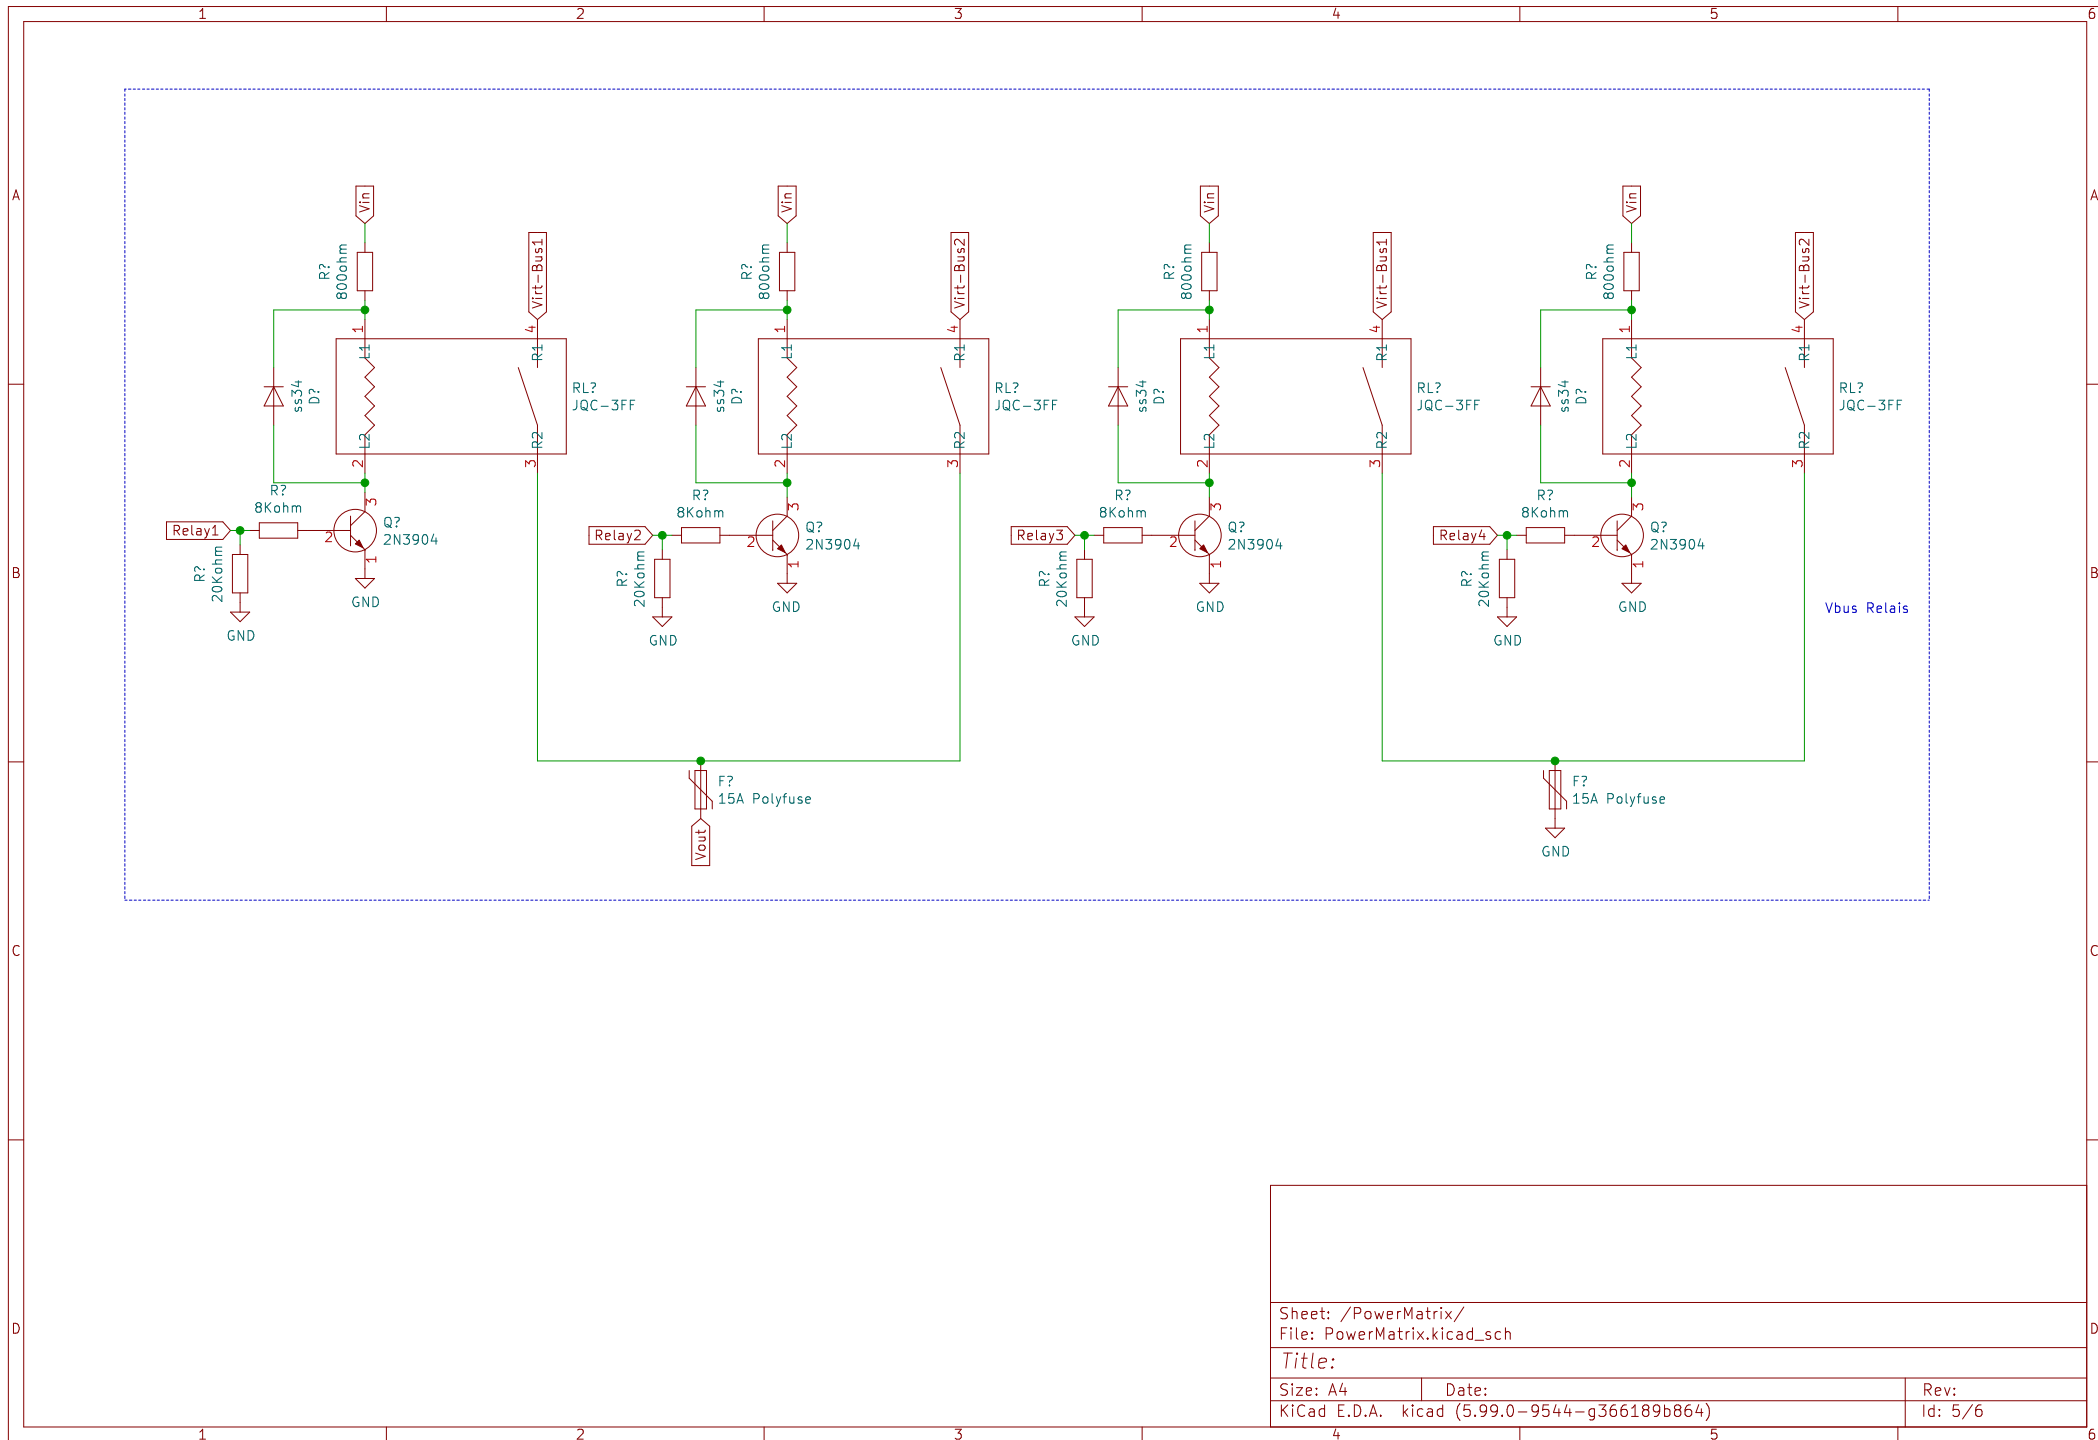 1 2 3 4 5 6
A A
Vin
R?
800ohm
Virt-Bus1
1
L1
4
R1
ss34
D?
RL?
JQC-3FF
L2
2
R2
3
R?
8Kohm
Relay1
2
3
Q?
2N3904
1
GND
R?
20Kohm
GND
Vin
R?
800ohm
Virt-Bus2
1
L1
4
R1
ss34
D?
RL?
JQC-3FF
L2
2
R2
3
R?
8Kohm
Relay2
2
3
Q?
2N3904
1
GND
R?
20Kohm
GND
Vin
R?
800ohm
Virt-Bus1
1
L1
4
R1
ss34
D?
RL?
JQC-3FF
L2
2
R2
3
R?
8Kohm
Relay3
2
3
Q?
2N3904
1
GND
R?
20Kohm
GND
Vin
R?
800ohm
Virt-Bus2
1
L1
4
R1
ss34
D?
RL?
JQC-3FF
L2
2
R2
3
R?
8Kohm
Relay4
2
3
Q?
2N3904
1
GND
R?
20Kohm
GND
B B
Vbus Relais
F?
15A Polyfuse
Vout
F?
15A Polyfuse
GND
C C
D D
Sheet: /PowerMatrix/
File: PowerMatrix.kicad_sch
Title:
Size: A4 Date: Rev:
KiCad E.D.A. kicad (5.99.0-9544-g366189b864) Id: 5/6
1 2 3 4 5 6